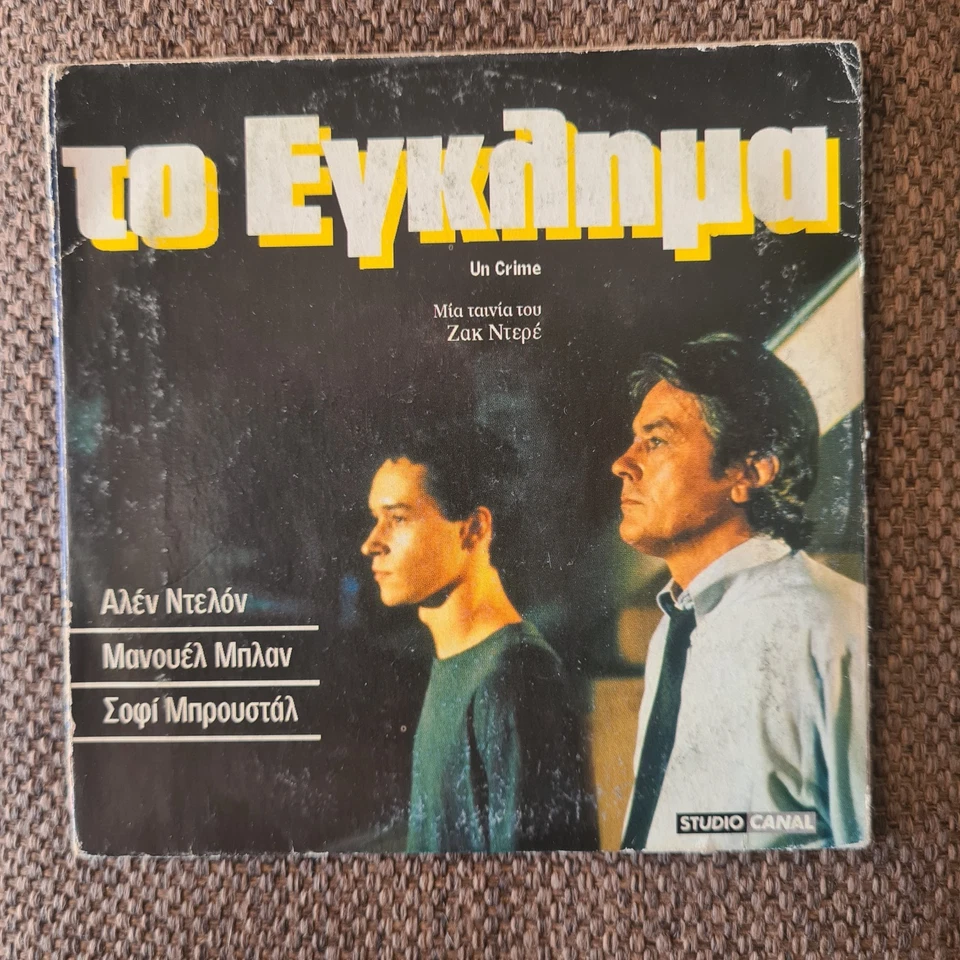 το Εγκλημα
Un Crime
Μία ταινία του
Ζακ Ντερέ
Αλέν Ντελόν
Μανουέλ Μπλαν
Σοφί Μπρουστάλ
STUDIO CANAL